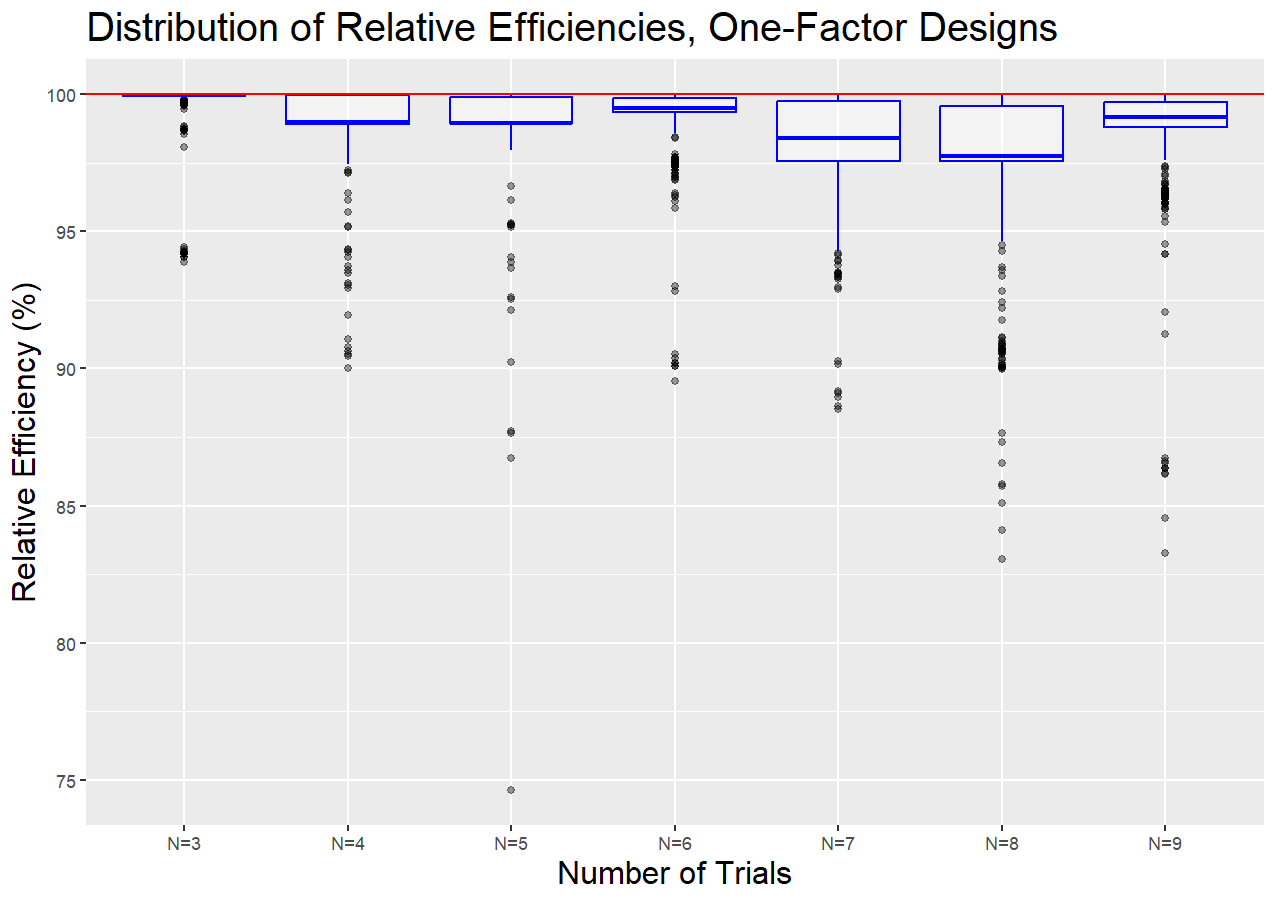 Distribution of Relative Efficiencies, One-Factor Designs
Relative Efficiency (%)
100
95
90
85
80
75
N=3 N=4 N=5 N=6 N=7 N=8 N=9
Number of Trials